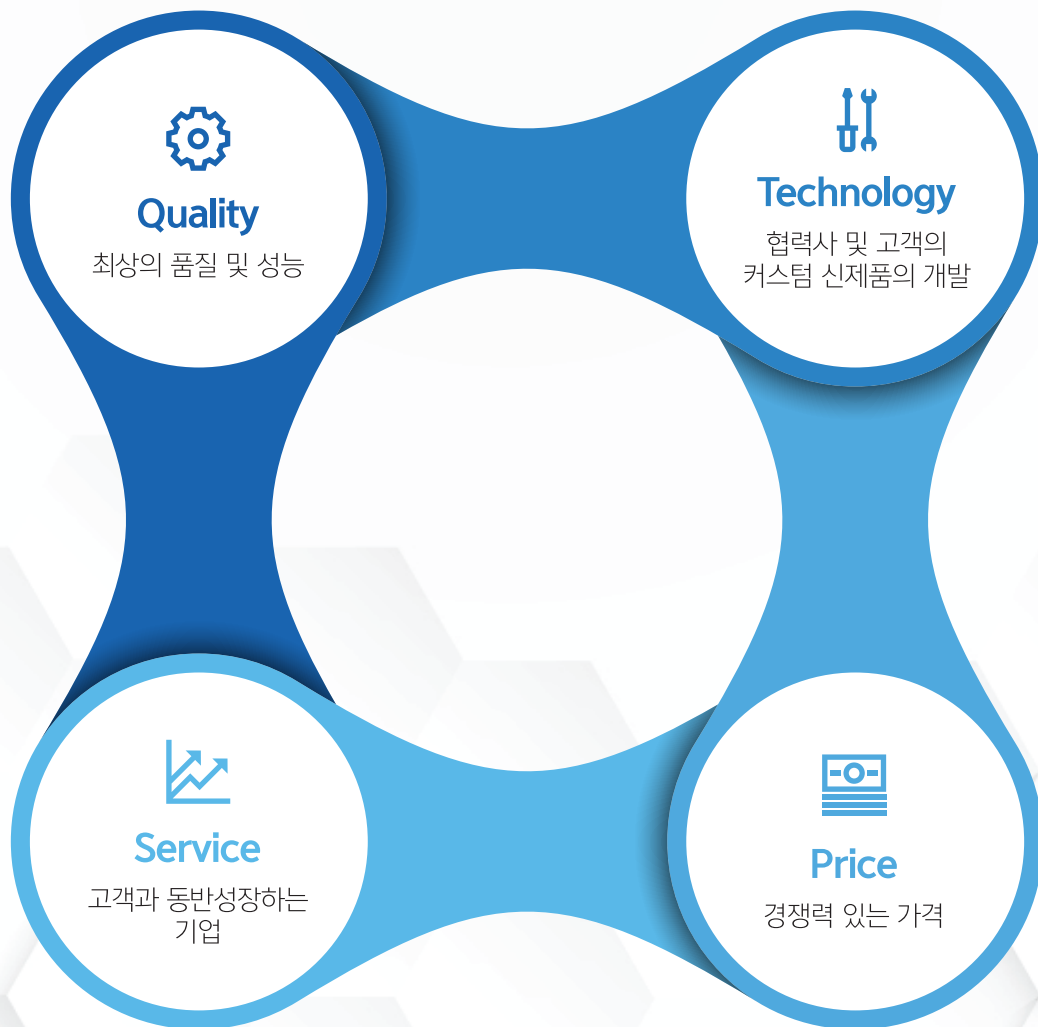 Quality
최상의 품질 및 성능
Technology
협력사 및 고객의
커스텀 신제품의 개발
Service
고객과 동반성장하는
기업
Price
경쟁력 있는 가격